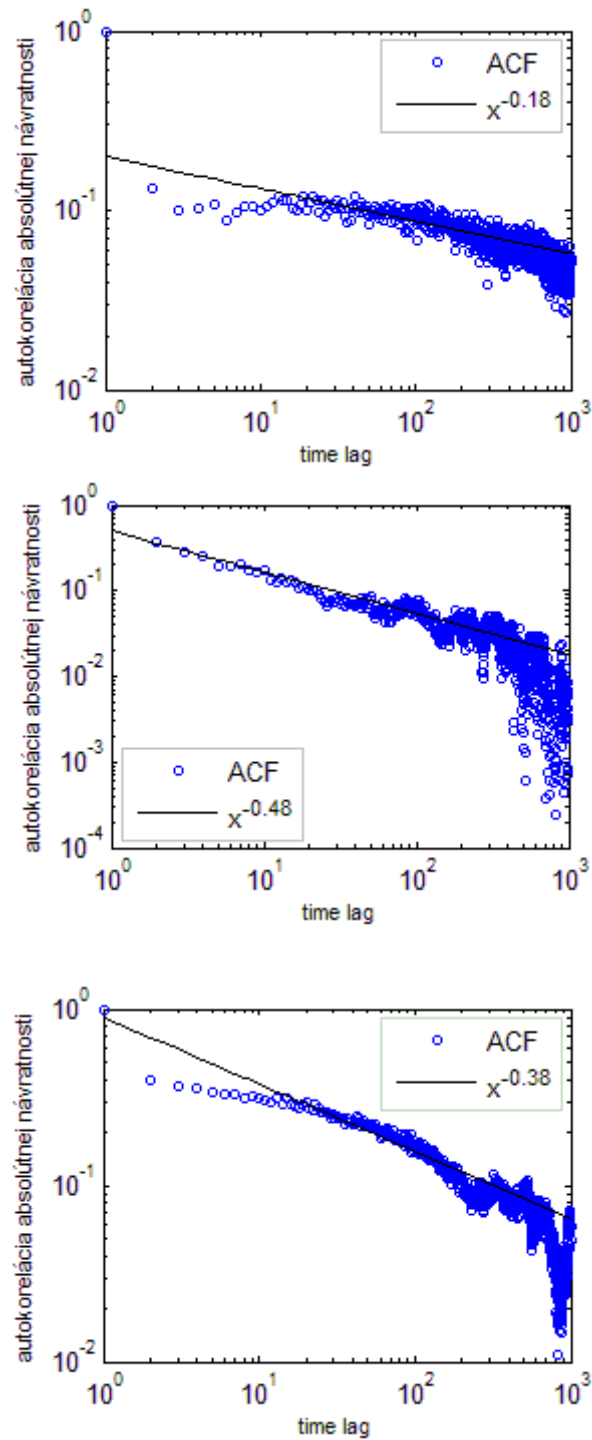 autokorelácia absolútnej návratnosti
10^0
10^-1
10^-2
ACF
x^-0.18
10^0 10^1 10^2 10^3
time lag
autokorelácia absolútnej návratnosti
10^0
10^-1
10^-2
10^-3
10^-4
ACF
x^-0.48
10^0 10^1 10^2 10^3
time lag
autokorelácia absolútnej návratnosti
10^0
10^-1
10^-2
ACF
x^-0.38
10^0 10^1 10^2 10^3
time lag